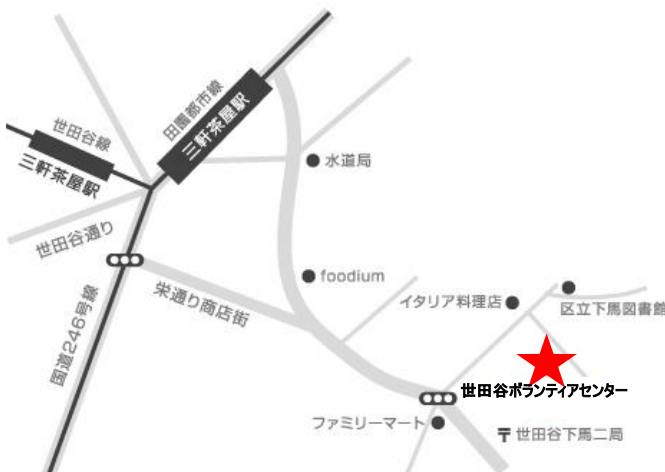 田園都市線
三軒茶屋駅
世田谷線
三軒茶屋駅
水道局
世田谷通り
foodium
栄通り商店街
国道246号線
イタリア料理店
区立下馬図書館
世田谷ボランティアセンター
ファミリーマート
〒世田谷下馬二局